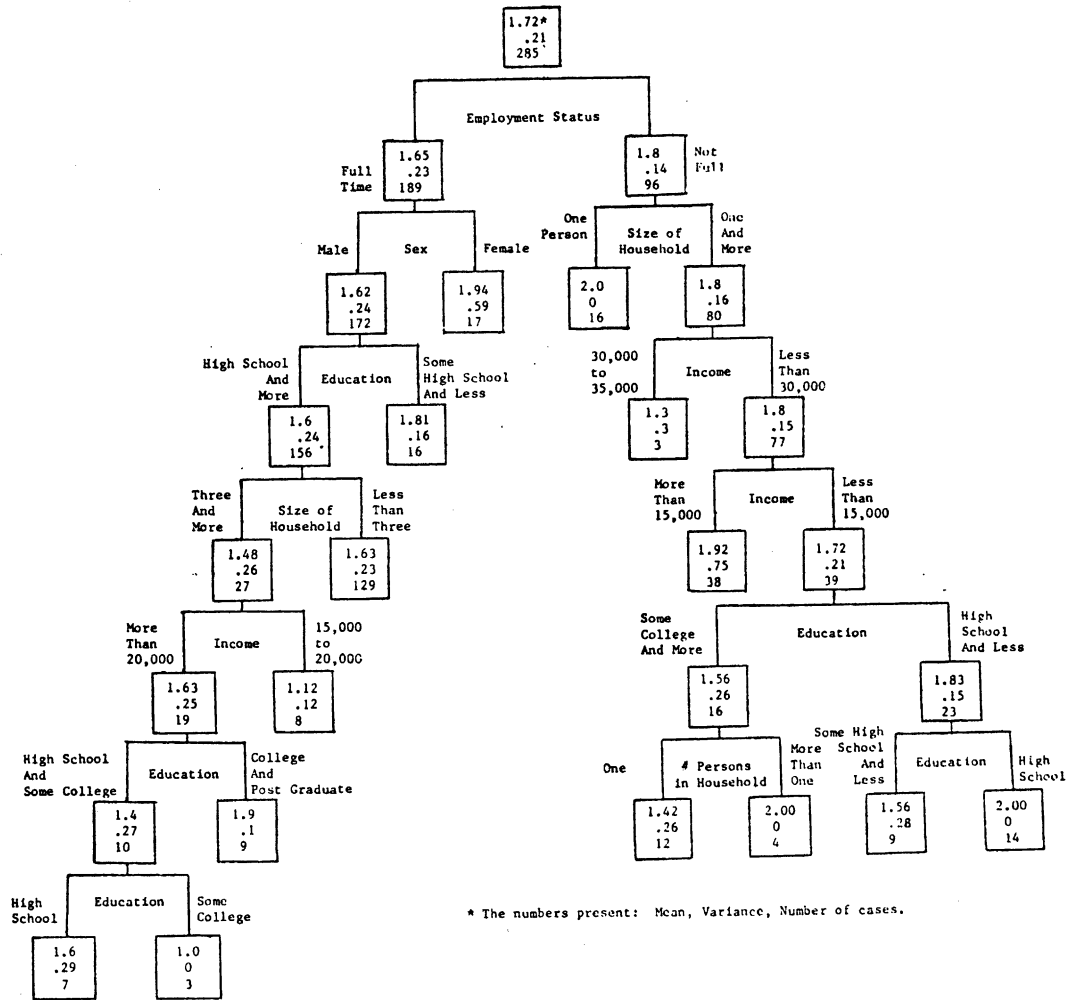 1.72*
.21
285
Employment Status
Full
Time
1.65
.23
189
1.8
.14
96
Not
Full
Male
Sex
Female
One
Person
Size of
Household
One
And
More
1.62
.24
172
1.94
.59
17
2.0
0
16
1.8
.16
80
High School
And
More
Education
Some
High School
And Less
30,000
to
35,000
Income
Less
Than
30,000
1.6
.24
156
1.81
.16
16
1.3
.3
3
1.8
.15
77
Three
And
More
Size of
Household
Less
Than
Three
More
Than
15,000
Income
Less
Than
15,000
1.48
.26
27
1.63
.23
129
1.92
.75
38
1.72
.21
39
More
Than
20,000
Income
15,000
to
20,000
Some
College
And More
Education
High
School
And Less
1.63
.25
19
1.12
.12
8
1.56
.26
16
1.83
.15
23
High School
And
Some College
Education
College
And
Post Graduate
One
# Persons
in Household
More
Than
One
Some High
School
And
Less
Education
High
School
1.4
.27
10
1.9
.1
9
1.42
.26
12
2.00
0
4
1.56
.28
9
2.00
0
14
High
School
Education
Some
College
1.6
.29
7
1.0
0
3
* The numbers present: Mean, Variance, Number of cases.